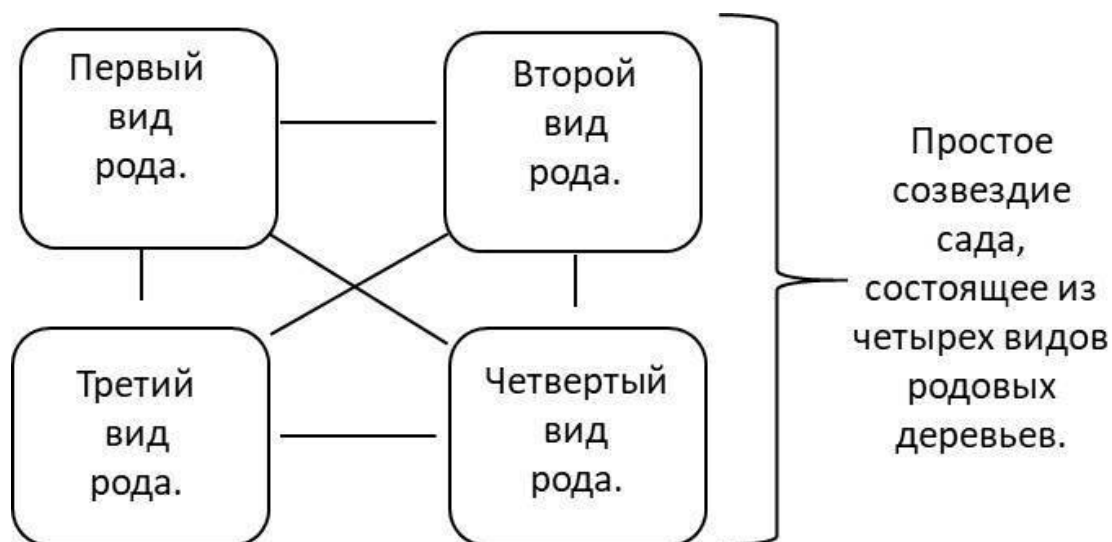 Первый
вид
рода.
Второй
вид
рода.
Третий
вид
рода.
Четвертый
вид
рода.
Простое
созвездие
сада,
состоящее из
четырех видов
родовых
деревьев.